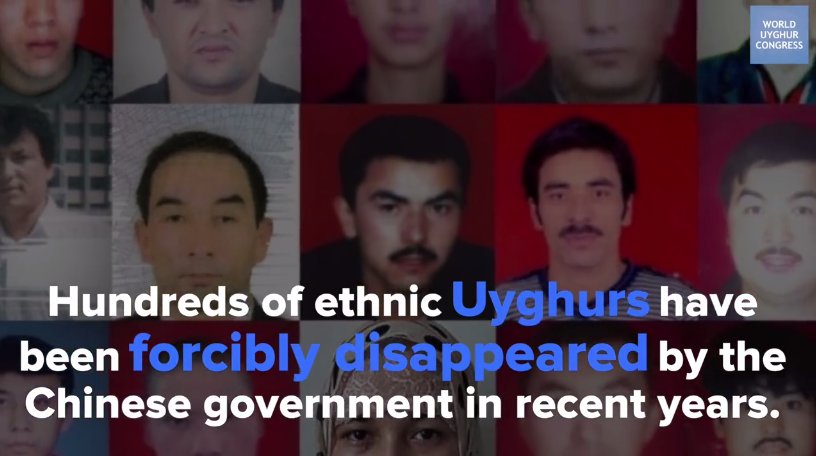 WORLD
UYGHUR
CONGRESS
Hundreds of ethnic Uyghurs have
been forcibly disappeared by the
Chinese government in recent years.